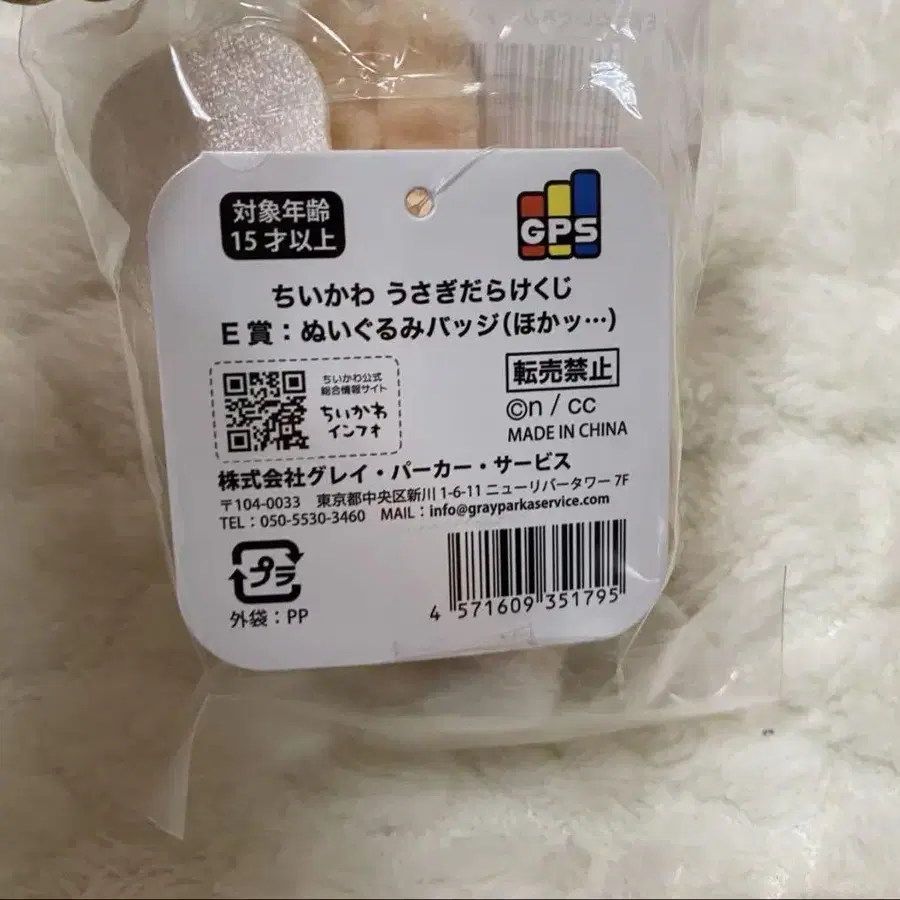 対象年齢
15才以上
GPS
ちいかわ うさぎだらけくじ
E賞：ぬいぐるみバッジ(ほかッ…)
ちいかわ公式
総合情報サイト
ちいかわ
インフォ
転売禁止
©n / cc
MADE IN CHINA
株式会社グレイ・パーカー・サービス
〒104-0033 東京都中央区新川1-6-11 ニューリバータワー 7F
TEL：050-5530-3460 MAIL：info@grayparkaservice.com
プラ
外袋：PP
4 571609 351795